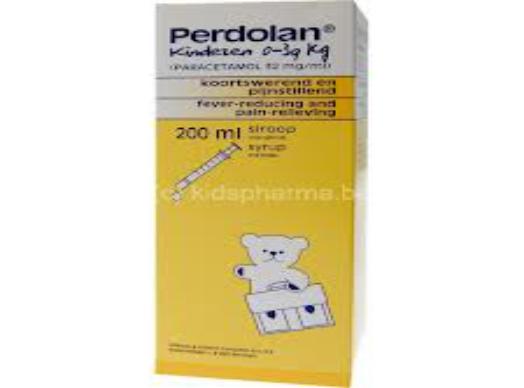 Perdolan®
Kinderen 0-39 Kg
(PARACETAMOL 32 mg/ml)
koortswerend en
pijnstillend
fever-reducing and
pain-relieving
200 ml siroop
syrup
(c) kidspharma.be